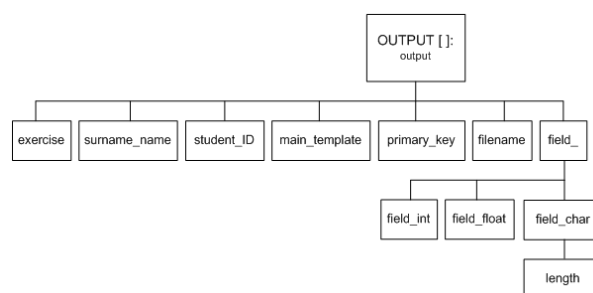 OUTPUT [ ]:
output
exercise
surname_name
student_ID
main_template
primary_key
filename
field_
field_int
field_float
field_char
length